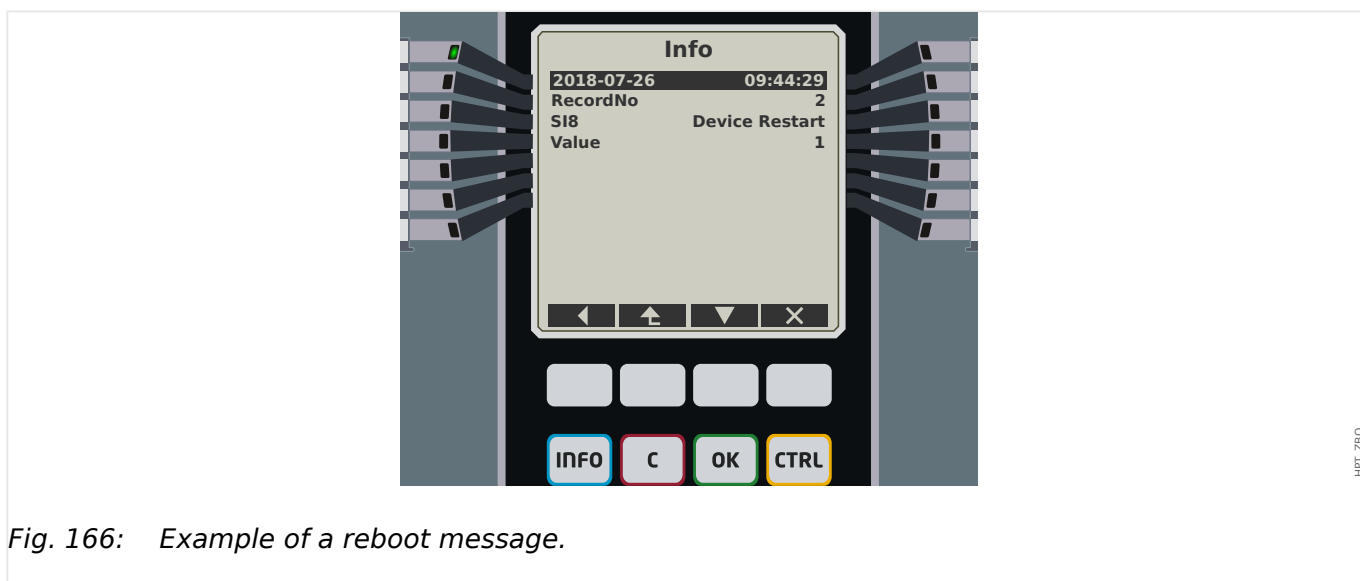 Info
2018-07-26 09:44:29
RecordNo 2
SI8 Device Restart
Value 1
INFO C OK CTRL
HPT_ZBO
Fig. 166: Example of a reboot message.